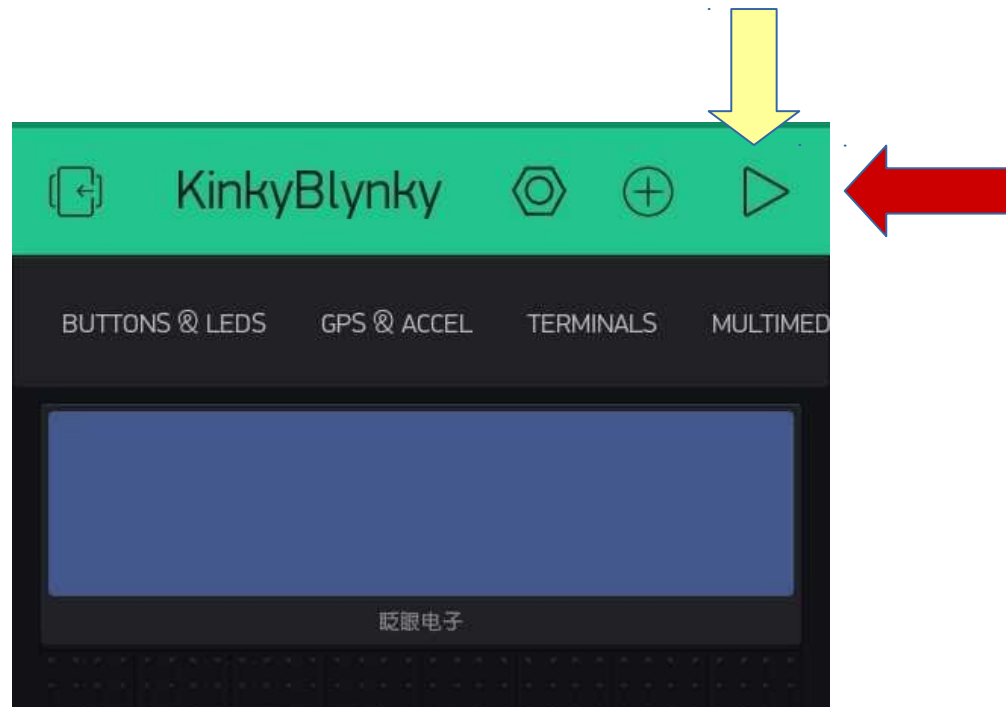 KinkyBlynky
BUTTONS & LEDS GPS & ACCEL TERMINALS MULTIMED
眨眼电子